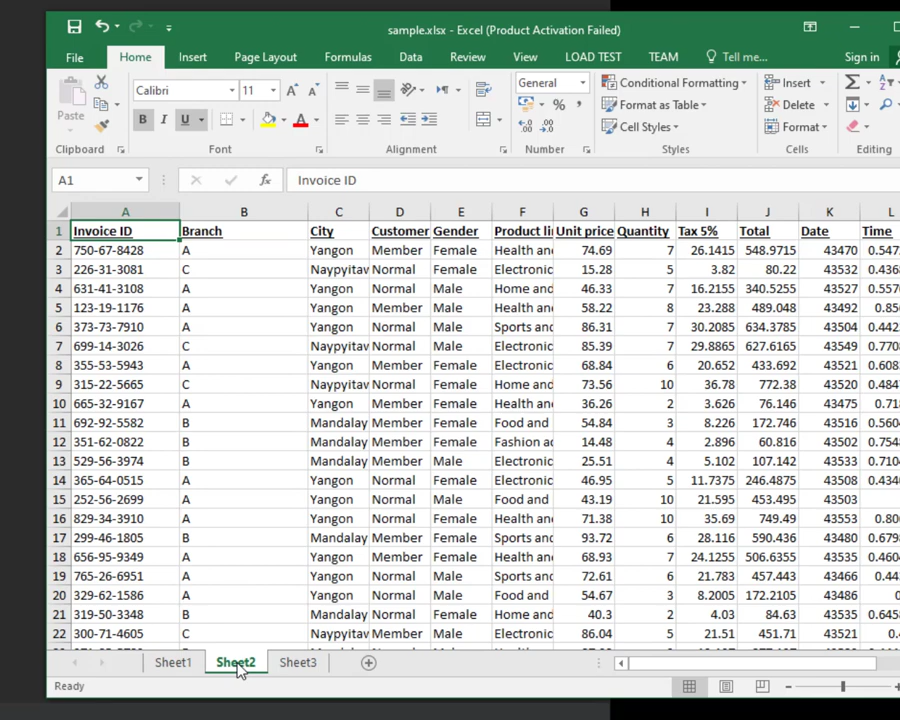 sample.xlsx - Excel (Product Activation Failed)
File Home Insert Page Layout Formulas Data Review View LOAD TEST TEAM Tell me... Sign in
Calibri 11 General Conditional Formatting Insert
Paste Format as Table Delete
B I U A % , Cell Styles Format
Clipboard Font Alignment Number Styles Cells Editing
A1 fx Invoice ID
A B C D E F G H I J K L
1 Invoice ID Branch City Customer Gender Product li Unit price Quantity Tax 5% Total Date Time
2 750-67-8428 A Yangon Member Female Health and 74.69 7 26.1415 548.9715 43470 0.547
3 226-31-3081 C Naypyitaw Normal Female Electronic 15.28 5 3.82 80.22 43532 0.436
4 631-41-3108 A Yangon Normal Male Home and 46.33 7 16.2155 340.5255 43527 0.557
5 123-19-1176 A Yangon Member Male Health and 58.22 8 23.288 489.048 43492 0.85
6 373-73-7910 A Yangon Normal Male Sports and 86.31 7 30.2085 634.3785 43504 0.442
7 699-14-3026 C Naypyitaw Normal Male Electronic 85.39 7 29.8865 627.6165 43549 0.770
8 355-53-5943 A Yangon Member Female Electronic 68.84 6 20.652 433.692 43521 0.608
9 315-22-5665 C Naypyitaw Normal Female Home and 73.56 10 36.78 772.38 43520 0.484
10 665-32-9167 A Yangon Member Female Health and 36.26 2 3.626 76.146 43475 0.71
11 692-92-5582 B Mandalay Member Female Food and 54.84 3 8.226 172.746 43516 0.560
12 351-62-0822 B Mandalay Member Female Fashion ac 14.48 4 2.896 60.816 43502 0.754
13 529-56-3974 B Mandalay Member Male Electronic 25.51 4 5.102 107.142 43533 0.710
14 365-64-0515 A Yangon Normal Female Electronic 46.95 5 11.7375 246.4875 43508 0.434
15 252-56-2699 A Yangon Normal Male Food and 43.19 10 21.595 453.495 43503
16 829-34-3910 A Yangon Normal Female Health and 71.38 10 35.69 749.49 43553 0.80
17 299-46-1805 B Mandalay Member Female Sports and 93.72 6 28.116 590.436 43480 0.679
18 656-95-9349 A Yangon Member Female Health and 68.93 7 24.1255 506.6355 43535 0.460
19 765-26-6951 A Yangon Normal Male Sports and 72.61 6 21.783 457.443 43466 0.44
20 329-62-1586 A Yangon Normal Male Food and 54.67 3 8.2005 172.2105 43486 0
21 319-50-3348 B Mandalay Normal Female Home and 40.3 2 4.03 84.63 43535 0.645
22 300-71-4605 C Naypyitaw Member Male Electronic 86.04 5 21.51 451.71 43521 0.48
Sheet1 Sheet2 Sheet3
Ready